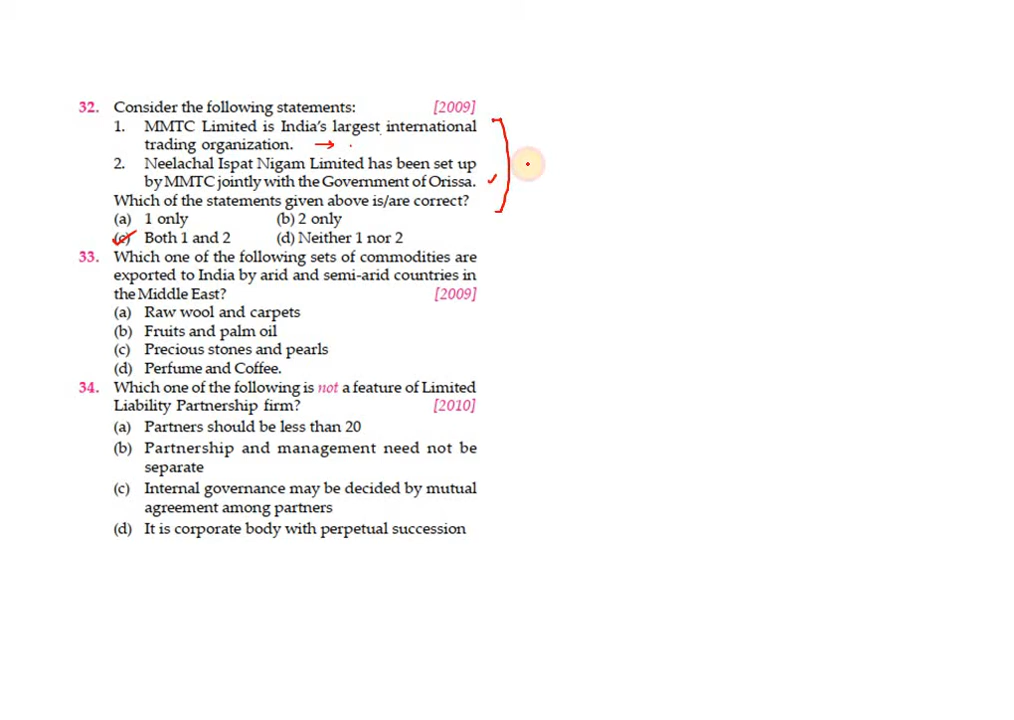 32. Consider the following statements: [2009]
1. MMTC Limited is India's largest international
trading organization.
2. Neelachal Ispat Nigam Limited has been set up
by MMTC jointly with the Government of Orissa.
Which of the statements given above is/are correct?
(a) 1 only (b) 2 only
(c) Both 1 and 2 (d) Neither 1 nor 2
33. Which one of the following sets of commodities are
exported to India by arid and semi-arid countries in
the Middle East? [2009]
(a) Raw wool and carpets
(b) Fruits and palm oil
(c) Precious stones and pearls
(d) Perfume and Coffee.
34. Which one of the following is not a feature of Limited
Liability Partnership firm? [2010]
(a) Partners should be less than 20
(b) Partnership and management need not be
separate
(c) Internal governance may be decided by mutual
agreement among partners
(d) It is corporate body with perpetual succession